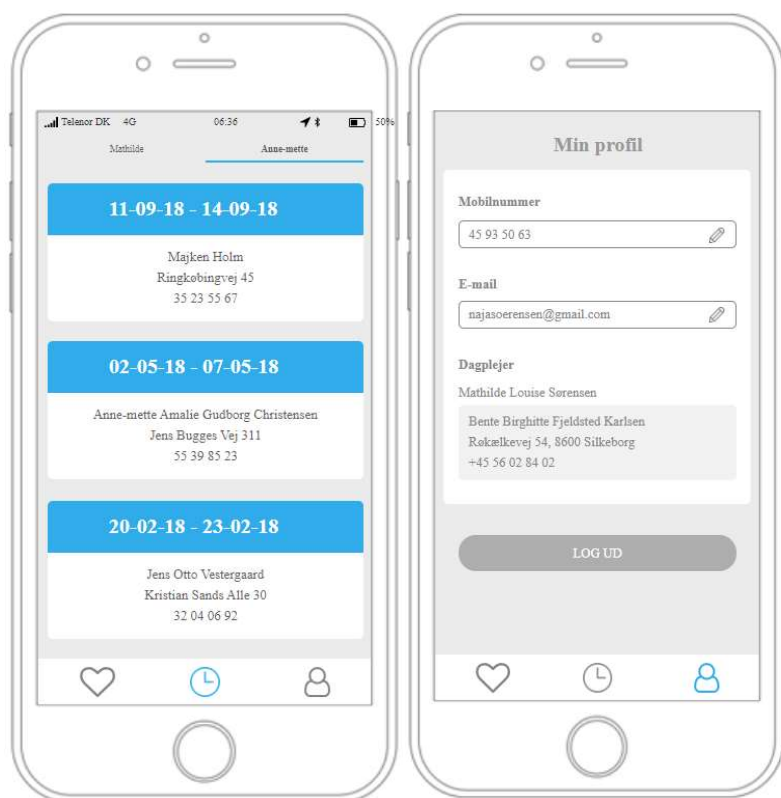 Telenor DK 4G 06:36 50%
Mathilde Anne-mette
11-09-18 - 14-09-18
Majken Holm
Ringkøbingvej 45
35 23 55 67
02-05-18 - 07-05-18
Anne-mette Amalie Gudborg Christensen
Jens Bugges Vej 311
55 39 85 23
20-02-18 - 23-02-18
Jens Otto Vestergaard
Kristian Sands Alle 30
32 04 06 92
Min profil
Mobilnummer
45 93 50 63
E-mail
najasoerensen@gmail.com
Dagplejer
Mathilde Louise Sørensen
Bente Birghitte Fjeldsted Karlsen
Røkælkevej 54, 8600 Silkeborg
+45 56 02 84 02
LOG UD